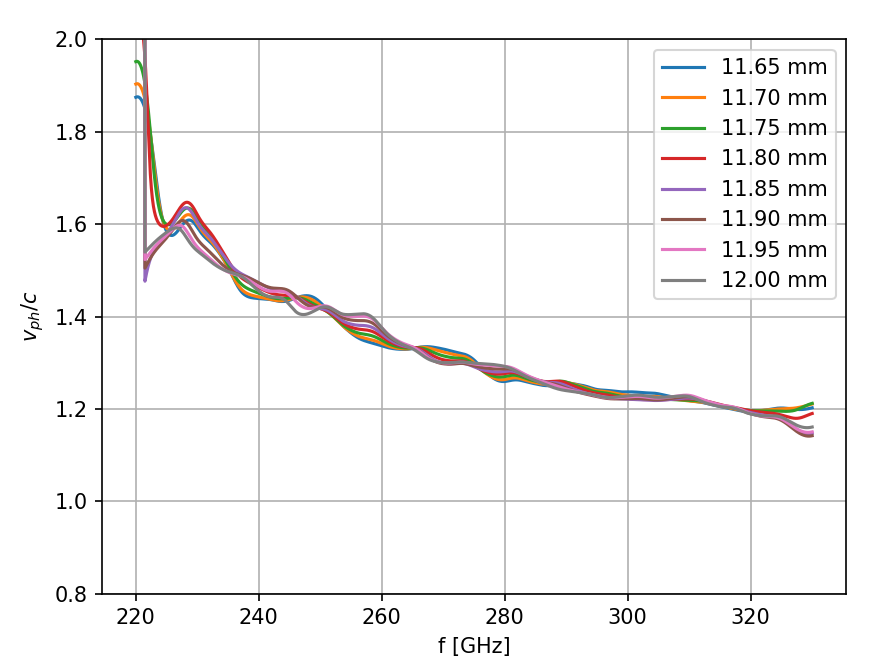 2.0
1.8
1.6
1.4
1.2
1.0
0.8
v_{ph}/c
11.65 mm
11.70 mm
11.75 mm
11.80 mm
11.85 mm
11.90 mm
11.95 mm
12.00 mm
220 240 260 280 300 320
f [GHz]